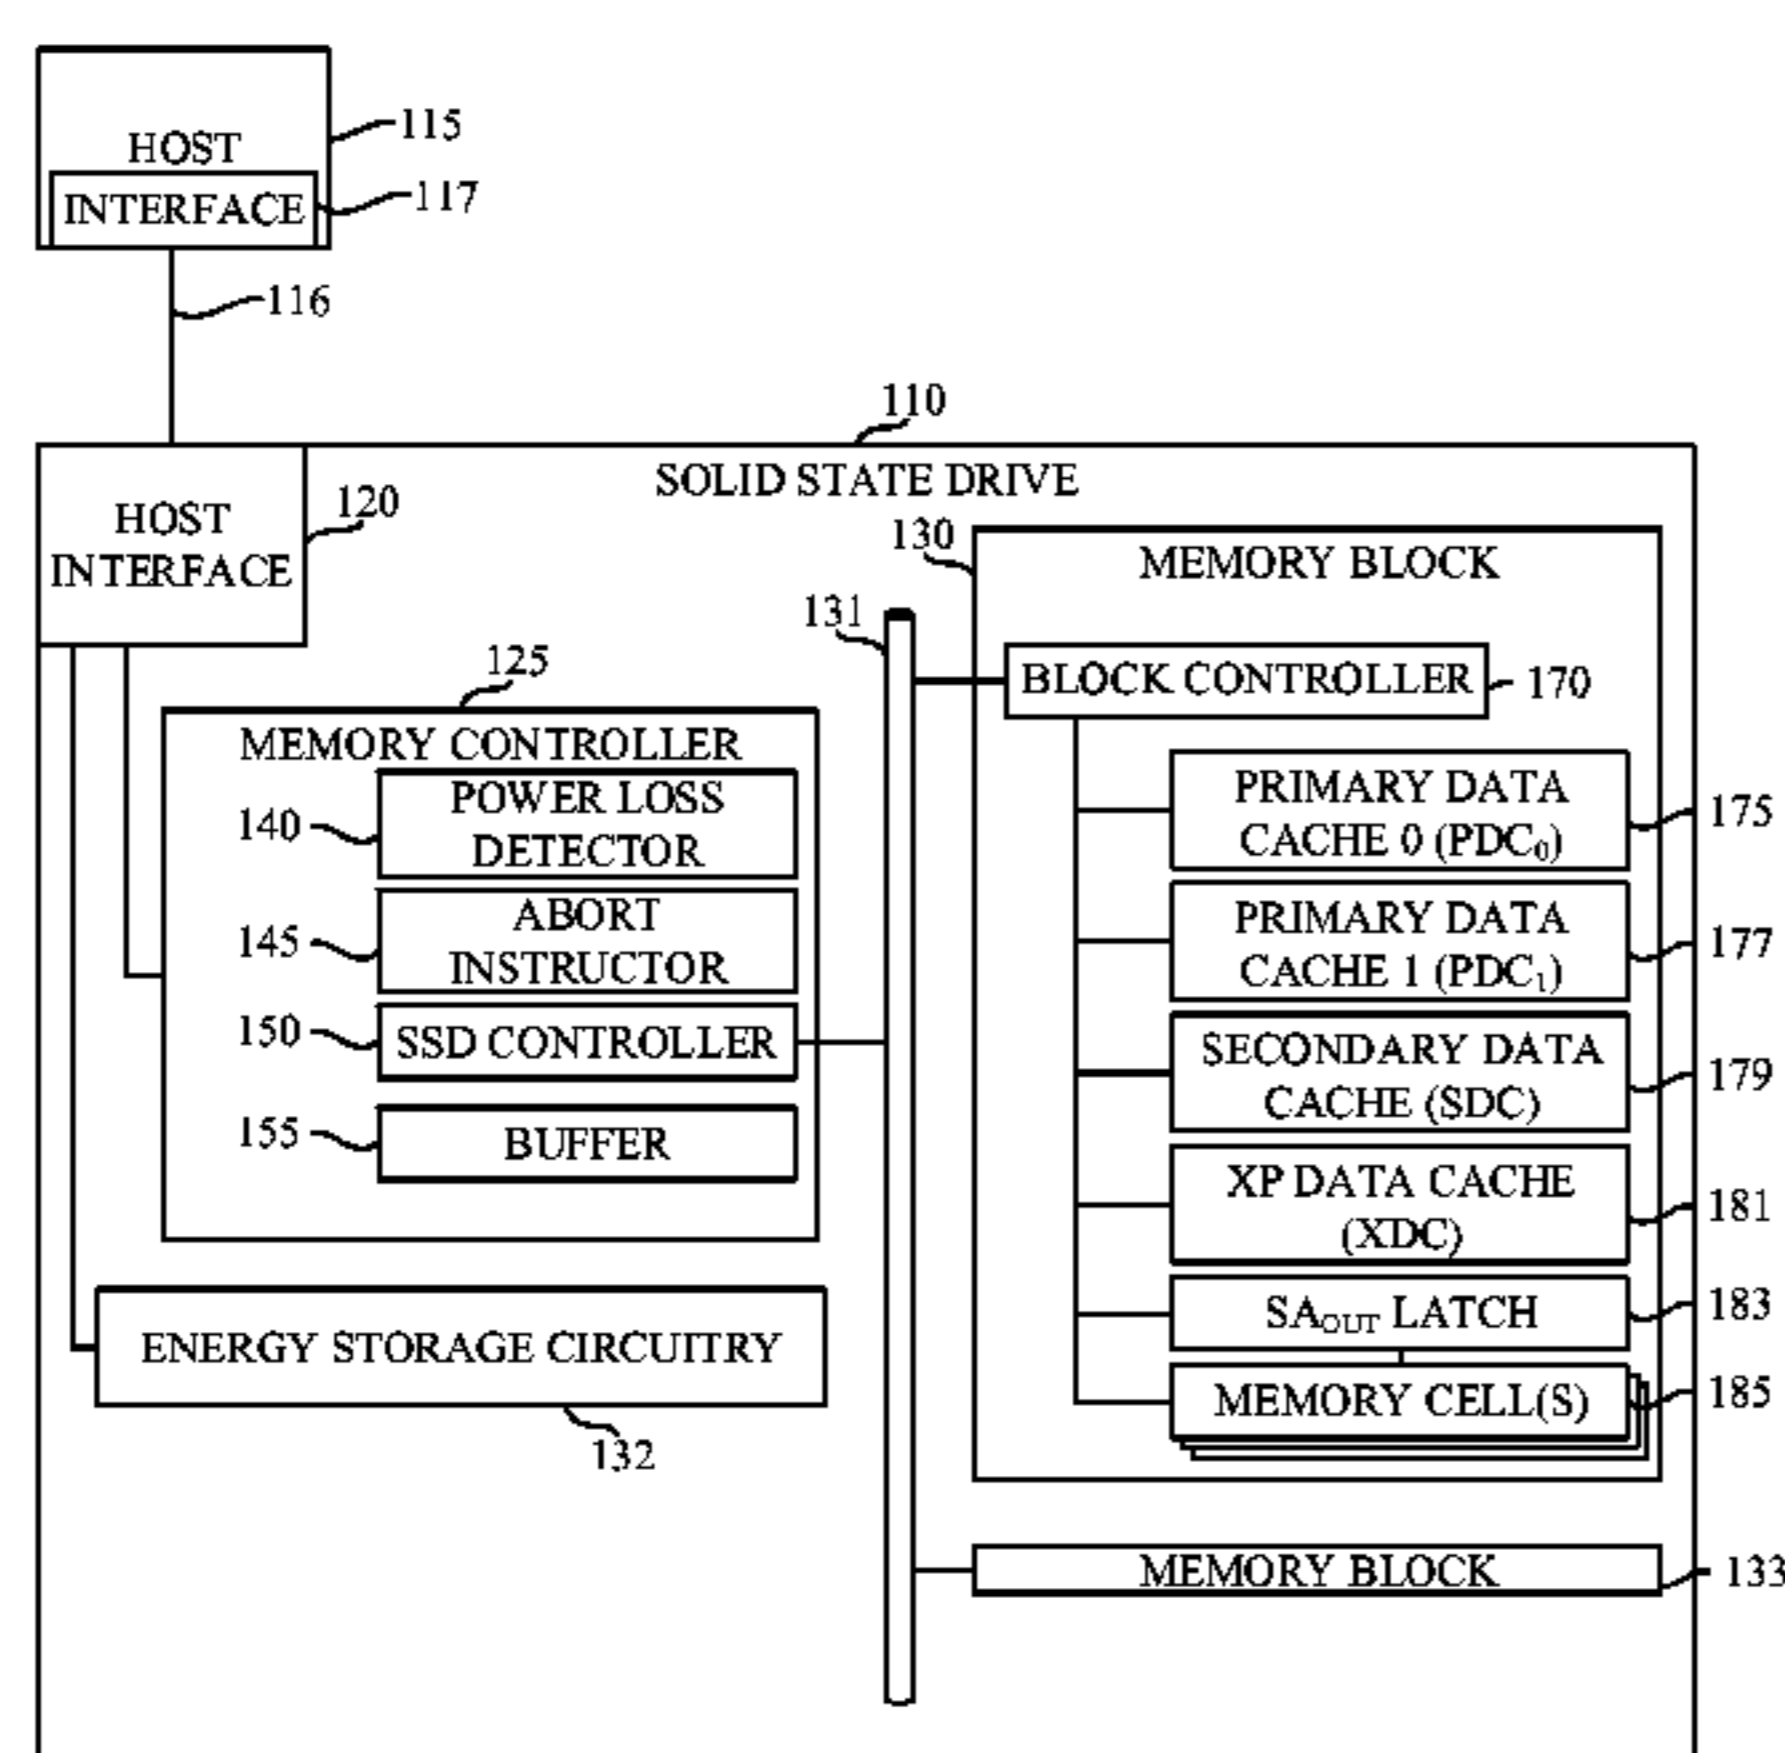 HOST
115
INTERFACE
117
116
110
SOLID STATE DRIVE
HOST
INTERFACE
120
130
MEMORY BLOCK
131
BLOCK CONTROLLER
170
125
MEMORY CONTROLLER
140
POWER LOSS
DETECTOR
145
ABORT
INSTRUCTOR
150
SSD CONTROLLER
155
BUFFER
PRIMARY DATA
CACHE 0 (PDC₀)
175
PRIMARY DATA
CACHE 1 (PDC₁)
177
SECONDARY DATA
CACHE (SDC)
179
XP DATA CACHE
(XDC)
181
SAOUT LATCH
183
MEMORY CELL(S)
185
ENERGY STORAGE CIRCUITRY
132
MEMORY BLOCK
133